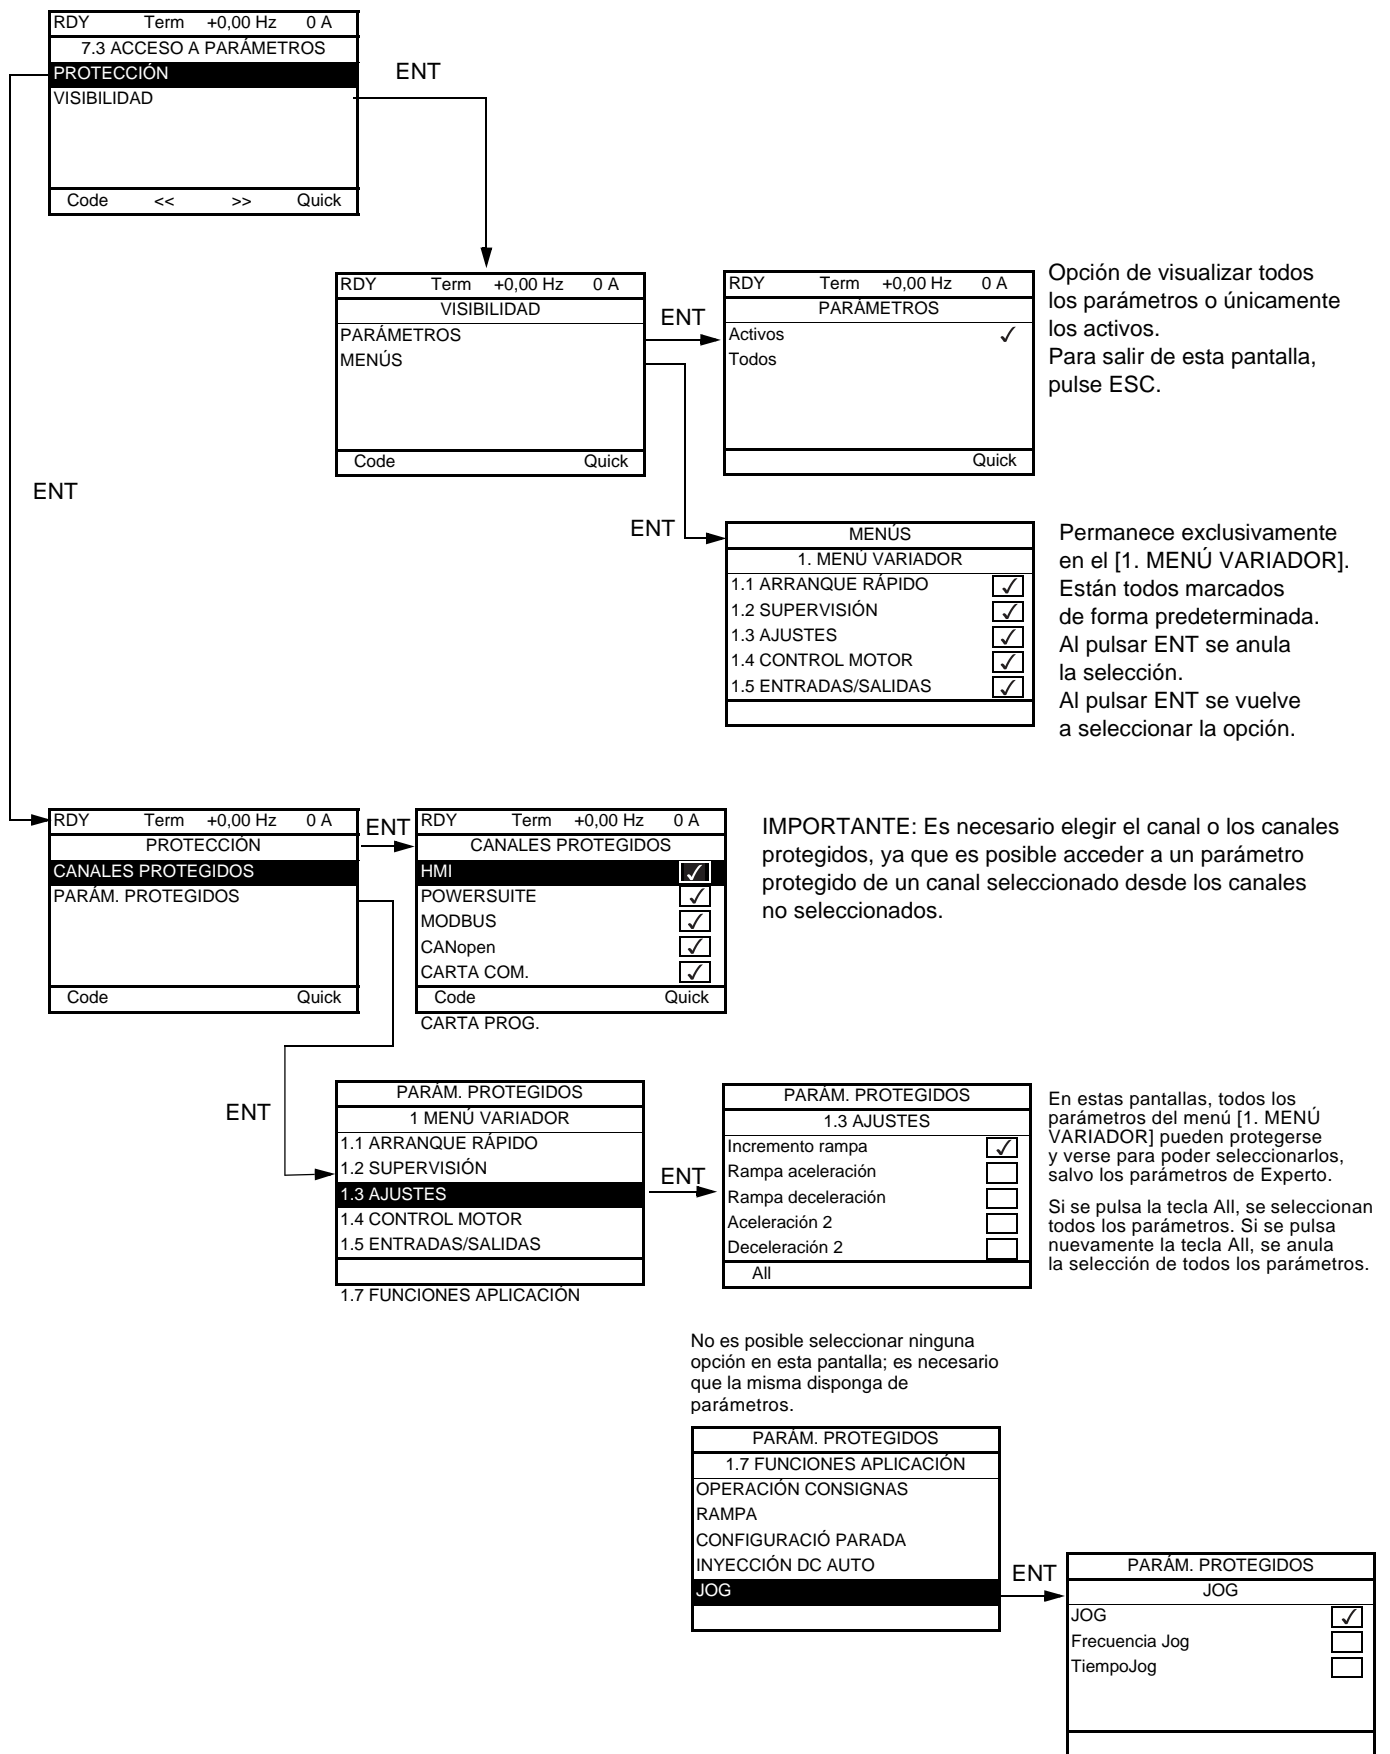 RDY Term +0,00 Hz 0 A
7.3 ACCESO A PARÁMETROS
PROTECCIÓN
VISIBILIDAD
Code << >> Quick
ENT
RDY Term +0,00 Hz 0 A
VISIBILIDAD
PARÁMETROS
MENÚS
Code Quick
ENT
RDY Term +0,00 Hz 0 A
PARÁMETROS
Activos ✓
Todos
Quick
Opción de visualizar todos
los parámetros o únicamente
los activos.
Para salir de esta pantalla,
pulse ESC.
ENT
ENT
MENÚS
1. MENÚ VARIADOR
1.1 ARRANQUE RÁPIDO ✓
1.2 SUPERVISIÓN ✓
1.3 AJUSTES ✓
1.4 CONTROL MOTOR ✓
1.5 ENTRADAS/SALIDAS ✓
Permanece exclusivamente
en el [1. MENÚ VARIADOR].
Están todos marcados
de forma predeterminada.
Al pulsar ENT se anula
la selección.
Al pulsar ENT se vuelve
a seleccionar la opción.
RDY Term +0,00 Hz 0 A
PROTECCIÓN
CANALES PROTEGIDOS
PARÁM. PROTEGIDOS
Code Quick
ENT
RDY Term +0,00 Hz 0 A
CANALES PROTEGIDOS
HMI ✓
POWERSUITE ✓
MODBUS ✓
CANopen ✓
CARTA COM. ✓
Code Quick
CARTA PROG.
IMPORTANTE: Es necesario elegir el canal o los canales
protegidos, ya que es posible acceder a un parámetro
protegido de un canal seleccionado desde los canales
no seleccionados.
ENT
PARÁM. PROTEGIDOS
1 MENÚ VARIADOR
1.1 ARRANQUE RÁPIDO
1.2 SUPERVISIÓN
1.3 AJUSTES
1.4 CONTROL MOTOR
1.5 ENTRADAS/SALIDAS
1.7 FUNCIONES APLICACIÓN
ENT
PARÁM. PROTEGIDOS
1.3 AJUSTES
Incremento rampa ✓
Rampa aceleración
Rampa deceleración
Aceleración 2
Deceleración 2
All
En estas pantallas, todos los
parámetros del menú [1. MENÚ
VARIADOR] pueden protegerse
y verse para poder seleccionarlos,
salvo los parámetros de Experto.
Si se pulsa la tecla All, se seleccionan
todos los parámetros. Si se pulsa
nuevamente la tecla All, se anula
la selección de todos los parámetros.
No es posible seleccionar ninguna
opción en esta pantalla; es necesario
que la misma disponga de
parámetros.
PARÁM. PROTEGIDOS
1.7 FUNCIONES APLICACIÓN
OPERACIÓN CONSIGNAS
RAMPA
CONFIGURACIÓ PARADA
INYECCIÓN DC AUTO
JOG
ENT
PARÁM. PROTEGIDOS
JOG
JOG ✓
Frecuencia Jog
TiempoJog